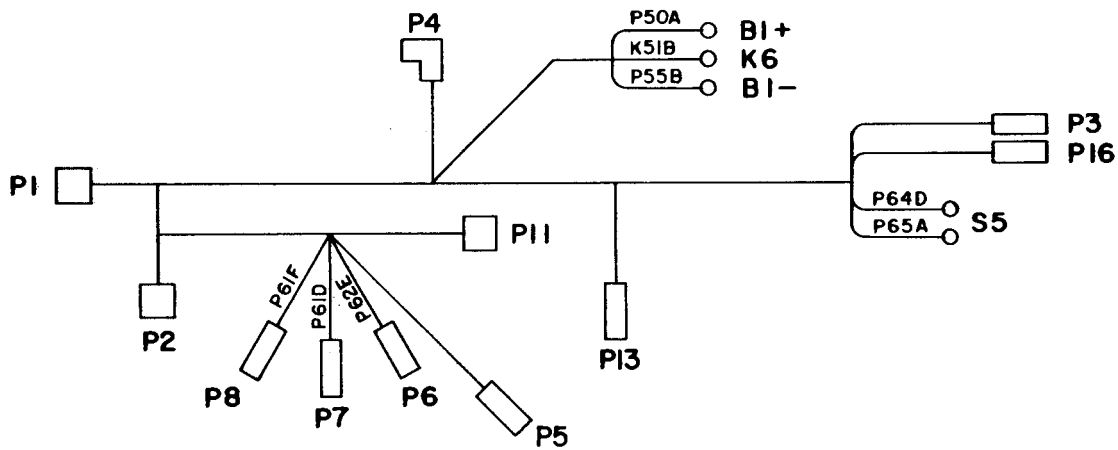 P4
P50A
B1+
K51B
K6
P55B
B1-
P3
P16
P1
P64D
S5
P65A
P11
P61F
P61D
P62E
P2
P13
P8
P7
P6
P5